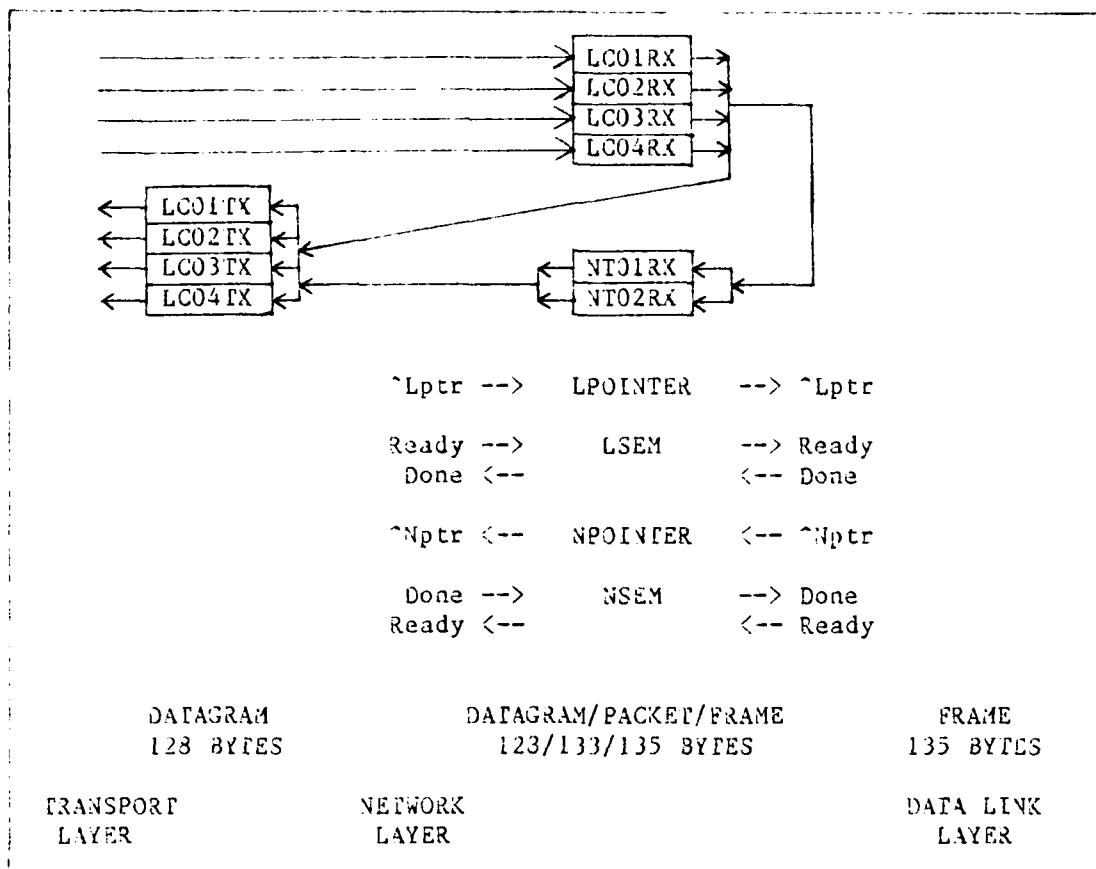 LC01RX
LC02RX
LC03RX
LC04RX
LC01TX
LC02TX
LC03TX
LC04TX
NT01RX
NT02RX
^Lptr --> LPOINTER --> ^Lptr
Ready --> LSEM --> Ready
Done <-- <-- Done
^Nptr <-- NPOINTER <-- ^Nptr
Done --> NSEM --> Done
Ready <-- <-- Ready
DATAGRAM DATAGRAM/PACKET/FRAME FRAME
128 BYTES 123/133/135 BYTES 135 BYTES
TRANSPORT NETWORK DATA LINK
LAYER LAYER LAYER